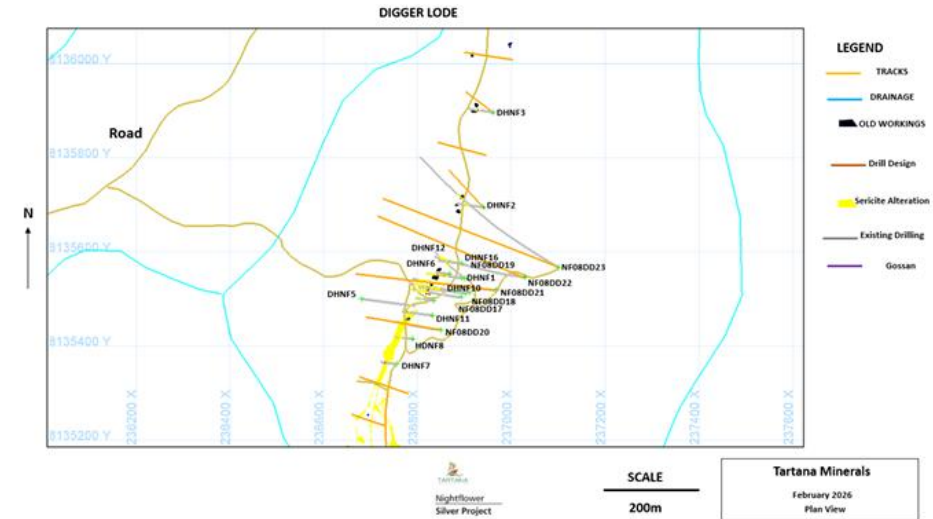 DIGGER LODE
8136000 Y
8135800 Y
8135600 Y
8135400 Y
8135200 Y
Road
N
DHNF3
DHNF2
DHNF12
DHNF16
DHNF6
NF08DD19
NF08DD23
DHNF1
NF08DD22
DHNF10
NF08DD21
DHNF5
NF08DD18
NF08DD17
DHNF11
NF08DD20
HDNF8
DHNF7
236200 X
236400 X
236600 X
236800 X
237000 X
237200 X
237400 X
237600 X
LEGEND
TRACKS
DRAINAGE
OLD WORKINGS
Drill Design
Sericite Alteration
Existing Drilling
Gossan
TARTANA
Nightflower
Silver Project
SCALE
200m
Tartana Minerals
February 2026
Plan View